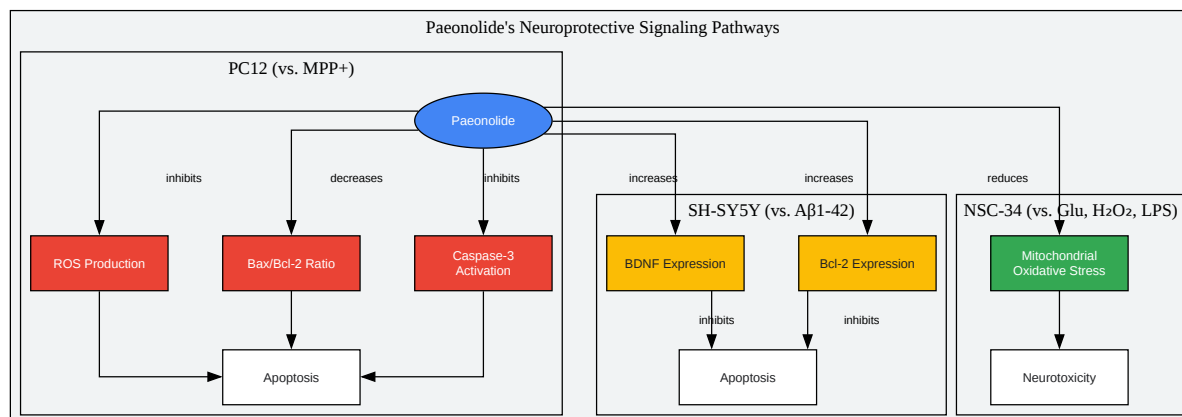 Paeonolide's Neuroprotective Signaling Pathways
PC12 (vs. MPP+)
Paeonolide
inhibits
decreases
inhibits
increases
increases
reduces
SH-SY5Y (vs. Aβ1-42)
NSC-34 (vs. Glu, H₂O₂, LPS)
ROS Production
Bax/Bcl-2 Ratio
Caspase-3
Activation
BDNF Expression
Bcl-2 Expression
Mitochondrial
Oxidative Stress
inhibits
inhibits
Apoptosis
Apoptosis
Neurotoxicity